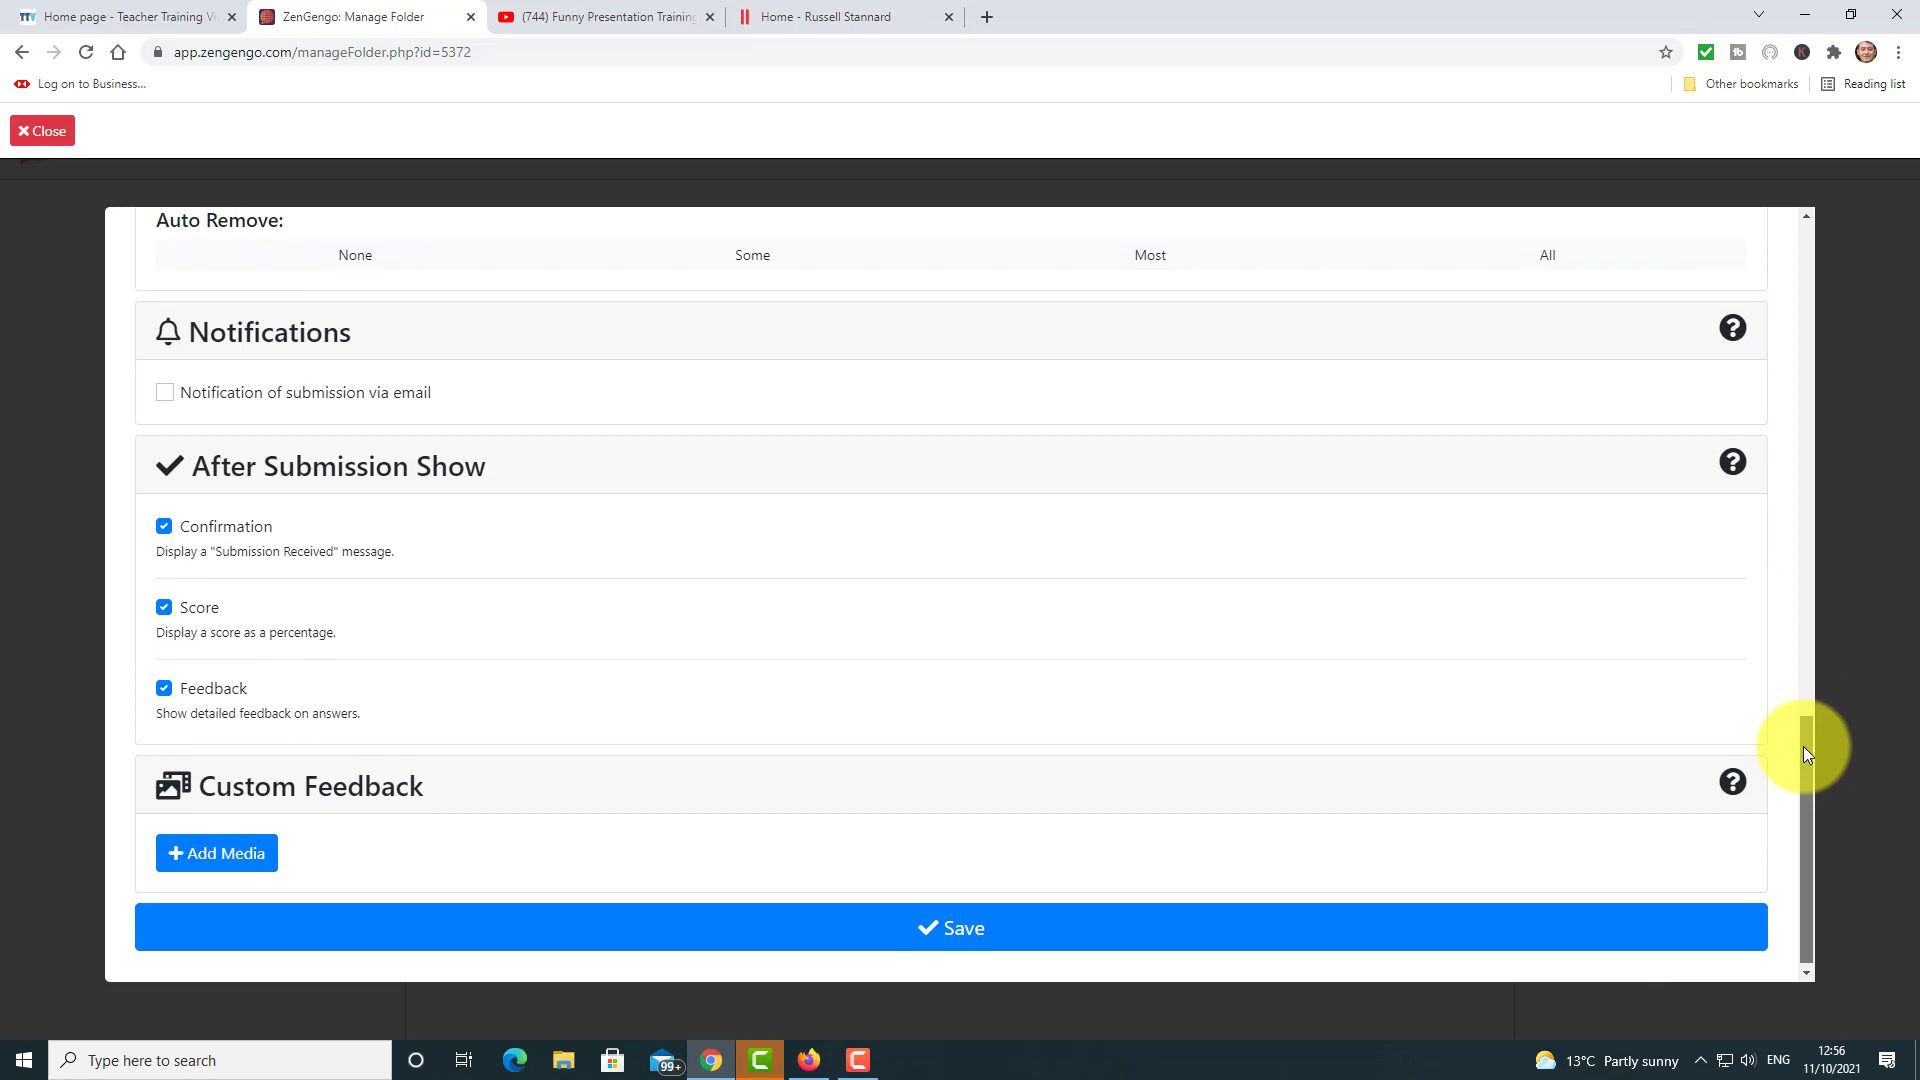 Home page - Teacher Training Vi
ZenGengo: Manage Folder
(744) Funny Presentation Training
Home - Russell Stannard
app.zengengo.com/manageFolder.php?id=5372
Log on to Business...
Other bookmarks
Reading list
Close
Auto Remove:
None Some Most All
Notifications
Notification of submission via email
After Submission Show
Confirmation
Display a "Submission Received" message.
Score
Display a score as a percentage.
Feedback
Show detailed feedback on answers.
Custom Feedback
Add Media
Save
Type here to search
99+
13°C Partly sunny
ENG
12:56
11/10/2021